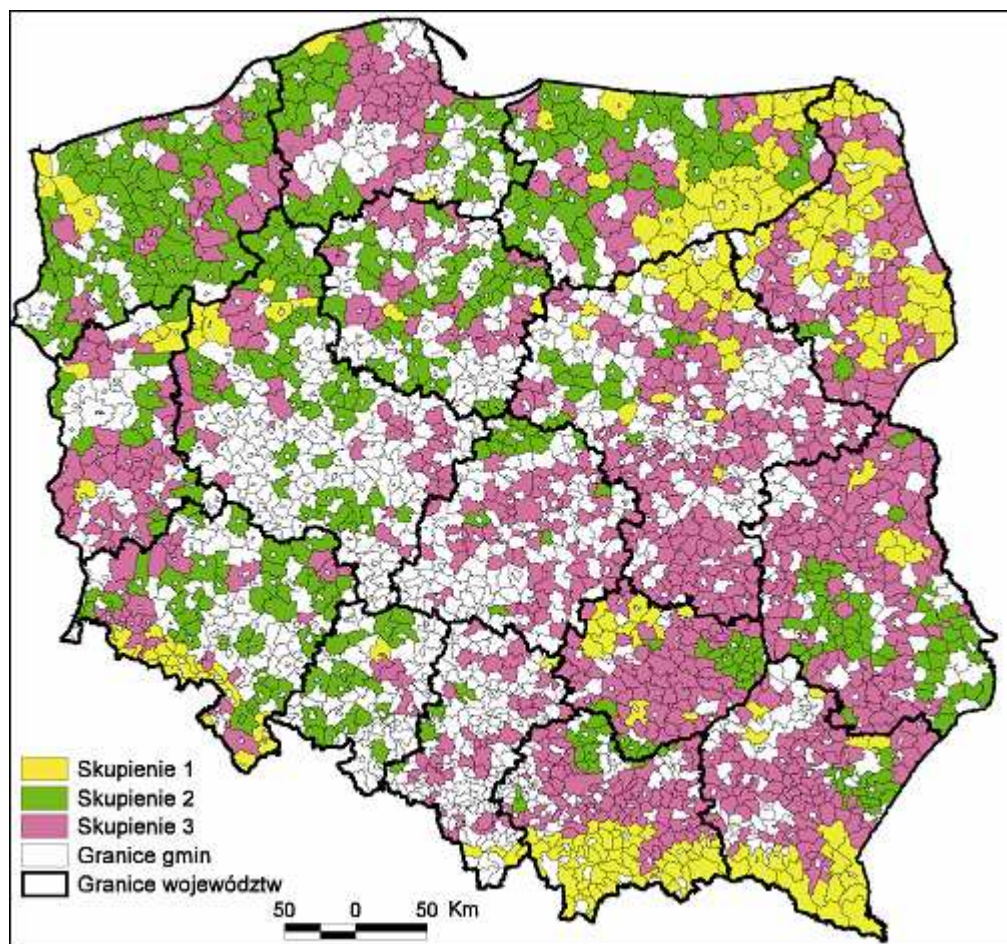 Skupienie 1
Skupienie 2
Skupienie 3
Granice gmin
Granice województw
50 0 50 Km